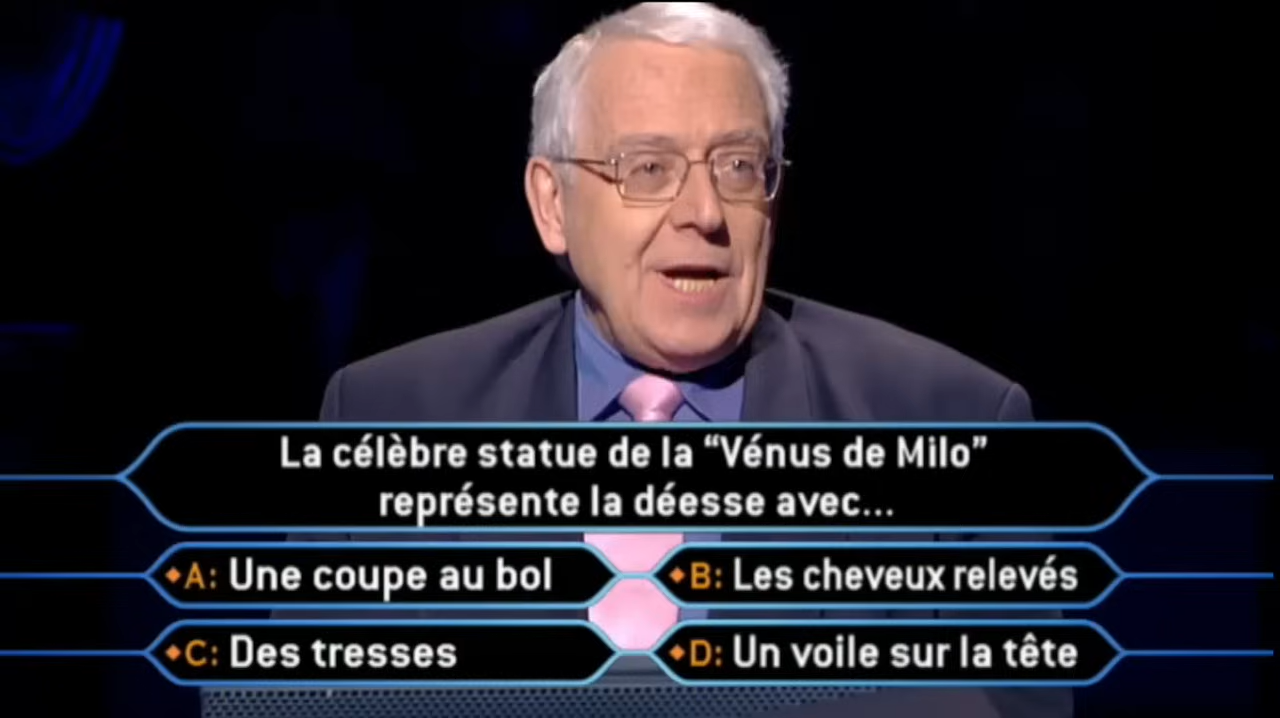 La célèbre statue de la “Vénus de Milo”
représente la déesse avec...
A: Une coupe au bol
B: Les cheveux relevés
C: Des tresses
D: Un voile sur la tête